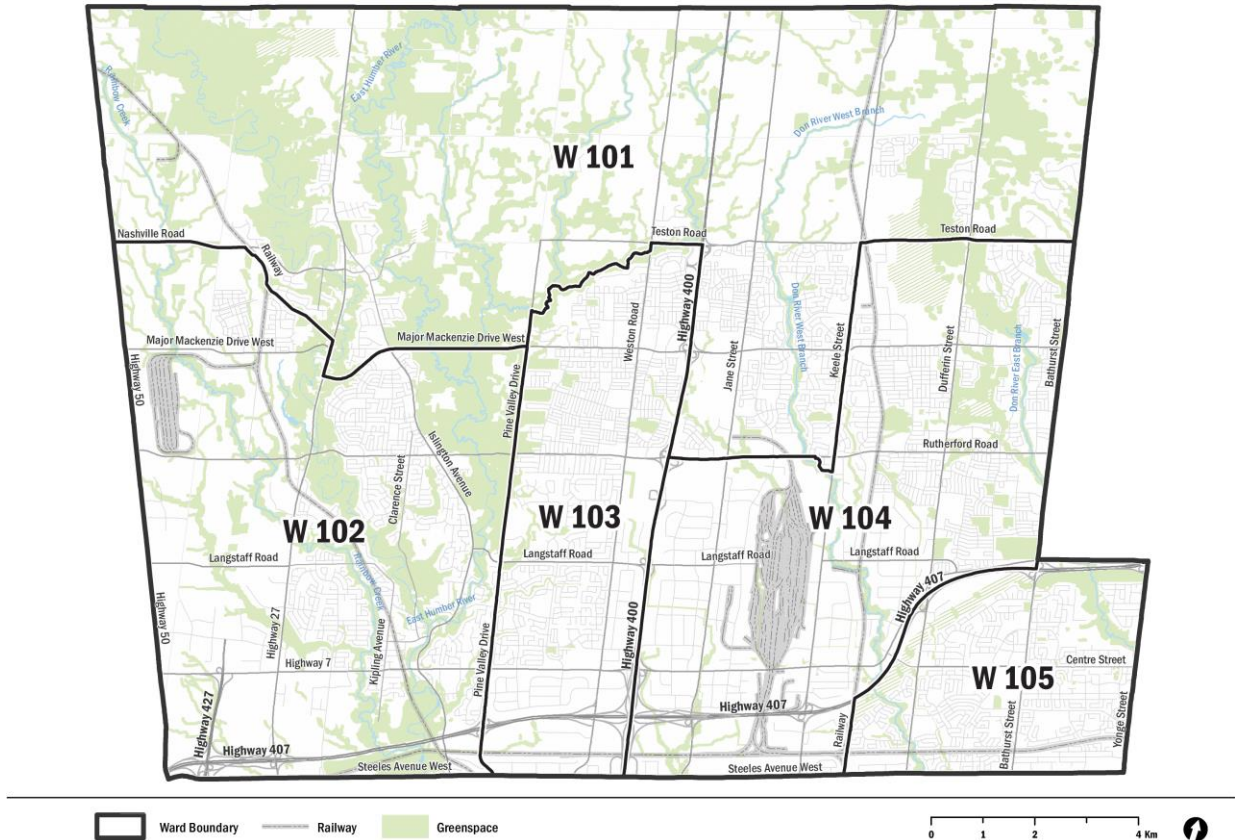 Rainbow Creek
East Humber River
Don River West Branch
W 101
Nashville Road
Teston Road
Teston Road
Railway
Highway 400
Weston Road
Don River West Branch
Major Mackenzie Drive West
Major Mackenzie Drive West
Highway 50
Pine Valley Drive
Jane Street
Keele Street
Dufferin Street
Don River East Branch
Bathurst Street
Rutherford Road
Islington Avenue
Clarence Street
W 102
W 103
W 104
Langstaff Road
Langstaff Road
Langstaff Road
Langstaff Road
Rainbow Creek
East Humber River
Highway 407
Highway 50
Highway 27
Kipling Avenue
Highway 400
Highway 7
Pine Valley Drive
Centre Street
W 105
Highway 427
Highway 407
Highway 407
Railway
Bathurst Street
Yonge Street
Steeles Avenue West
Steeles Avenue West
Ward Boundary
Railway
Greenspace
0 1 2 4 Km